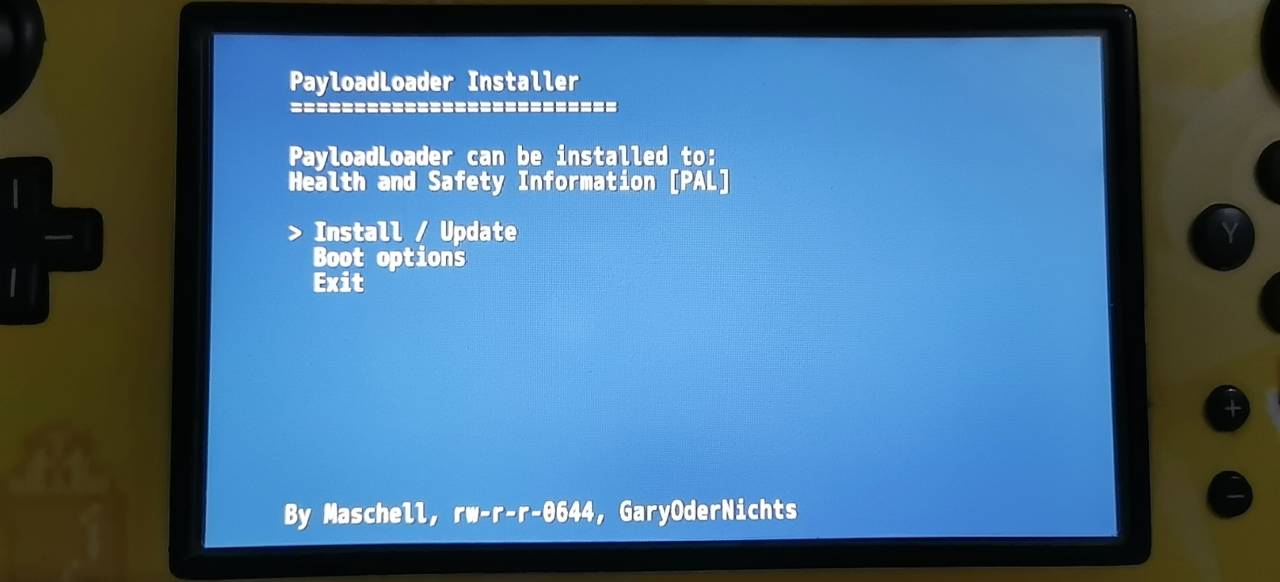 PayloadLoader Installer
==========================
PayloadLoader can be installed to:
Health and Safety Information [PAL]
> Install / Update
Boot options
Exit
Y
+
−
By Maschell, rw-r-r-0644, GaryOderNichts